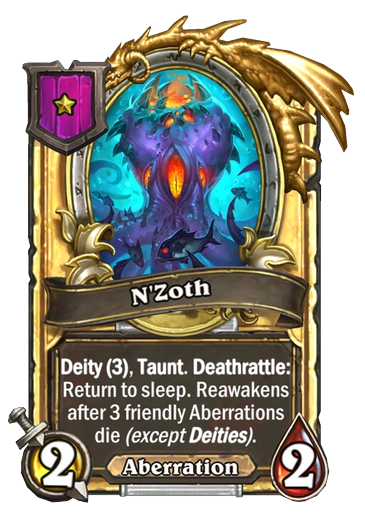 N'Zoth
Deity (3), Taunt. Deathrattle:
Return to sleep. Reawakens
after 3 friendly Aberrations
die (except Deities).
2
Aberration
2